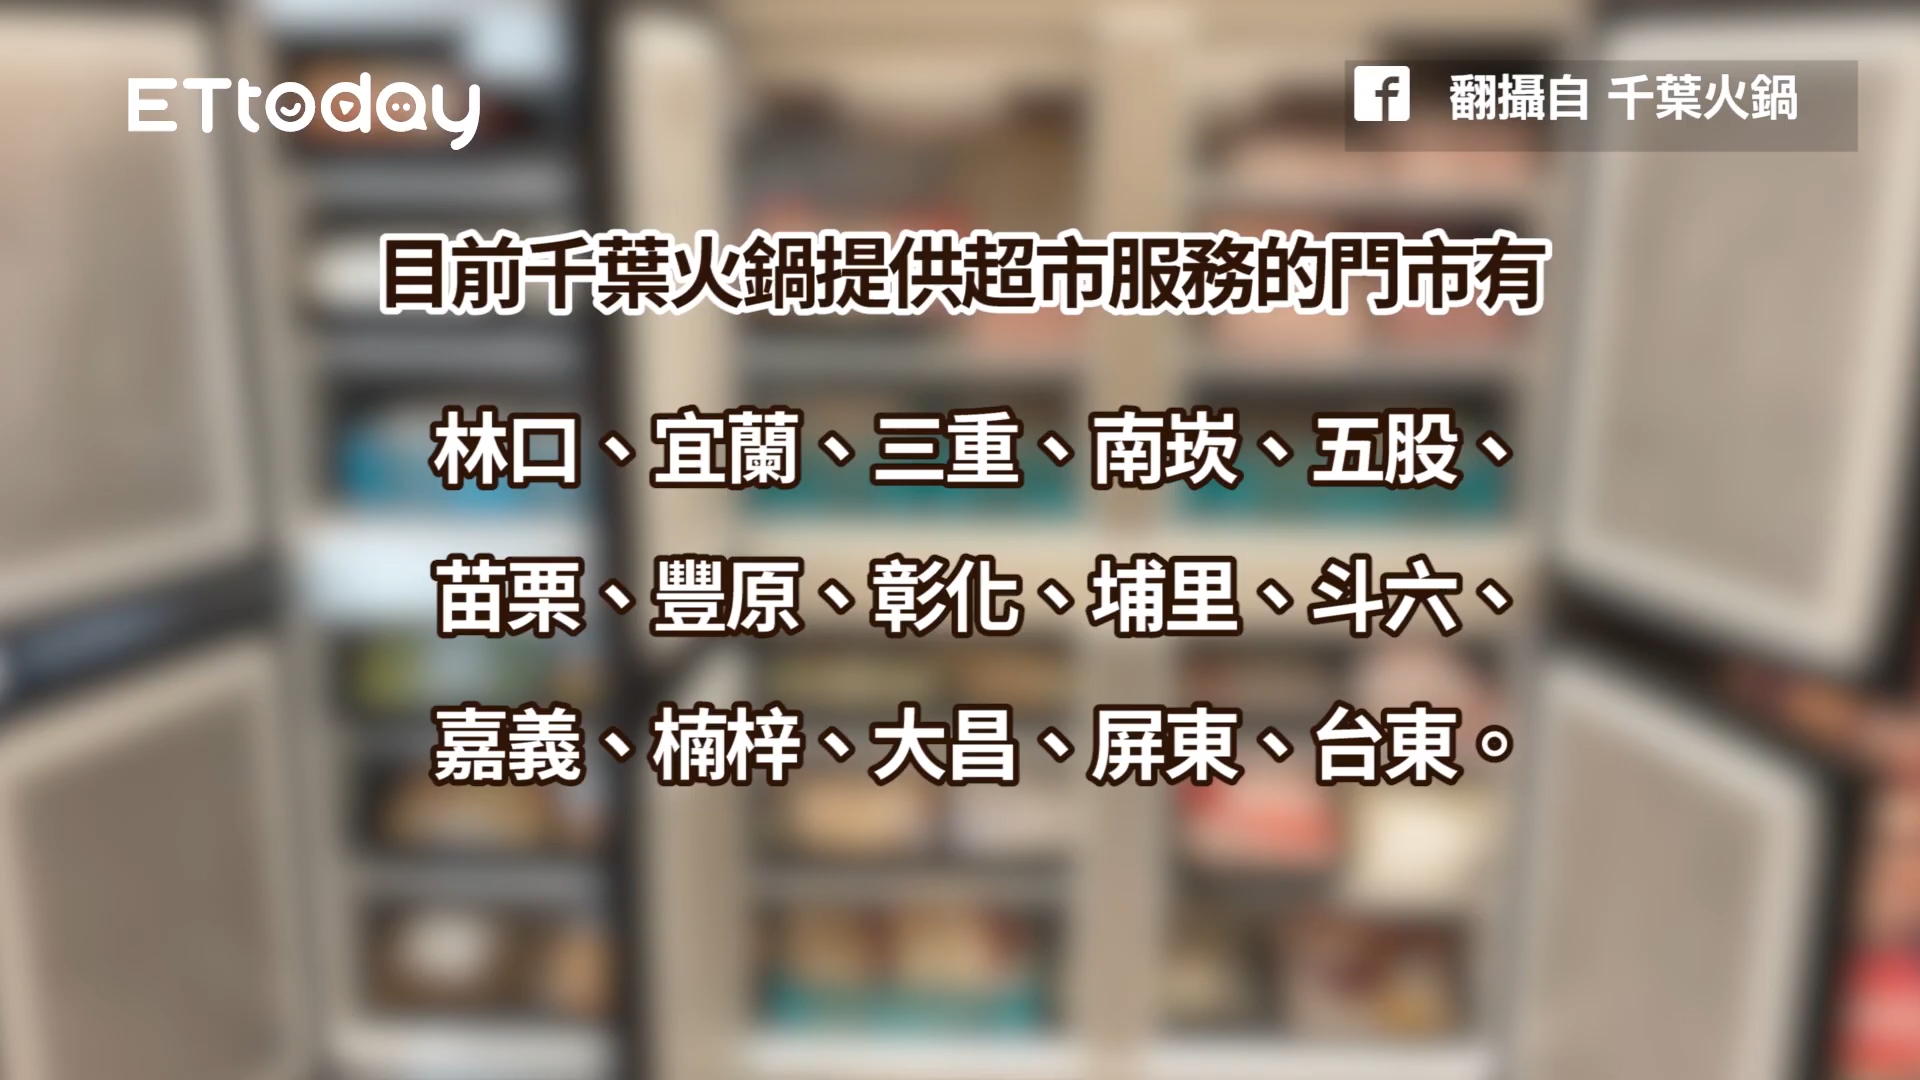 ETtoday
翻攝自 千葉火鍋
目前千葉火鍋提供超市服務的門市有
林口、宜蘭、三重、南崁、五股、
苗栗、豐原、彰化、埔里、斗六、
嘉義、楠梓、大昌、屏東、台東。